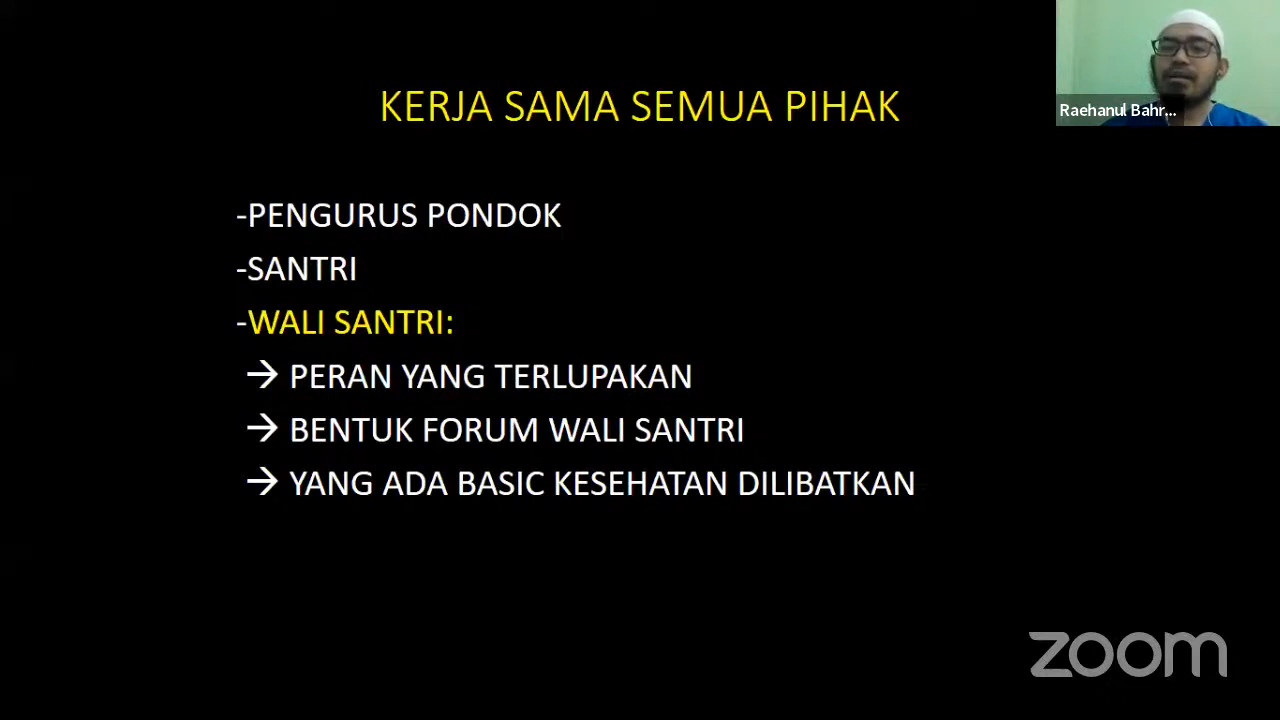 KERJA SAMA SEMUA PIHAK
Raehanul Bahr...
-PENGURUS PONDOK
-SANTRI
-WALI SANTRI:
→ PERAN YANG TERLUPAKAN
→ BENTUK FORUM WALI SANTRI
→ YANG ADA BASIC KESEHATAN DILIBATKAN
zoom